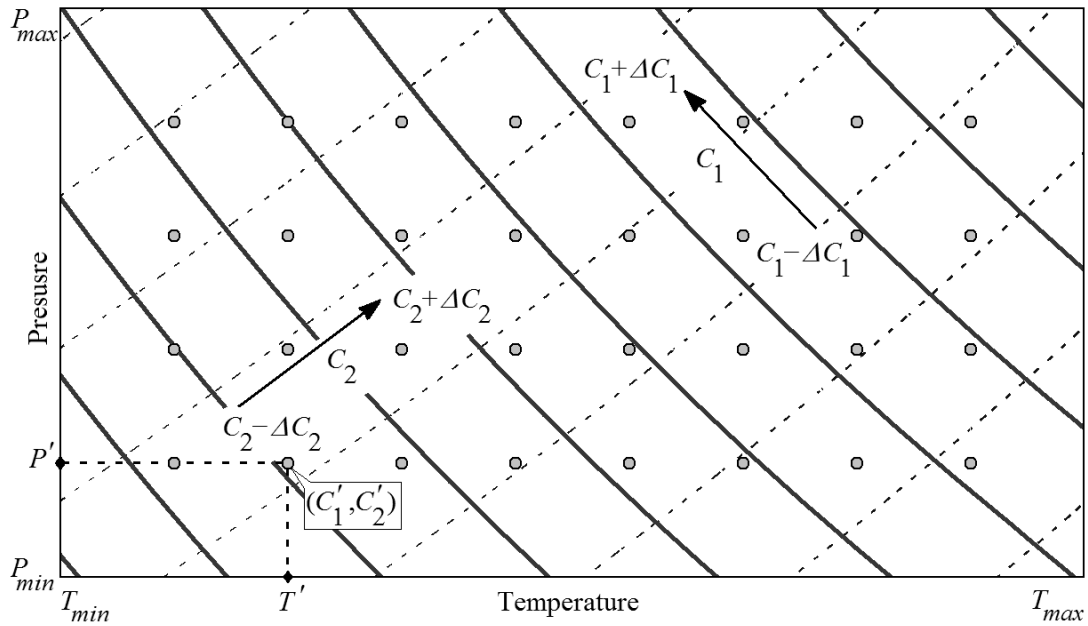 P_max
C_1+ΔC_1
C_1
C_1−ΔC_1
Presusre
C_2+ΔC_2
C_2
C_2−ΔC_2
P′
(C′_1,C′_2)
P_min
T_min
T′
Temperature
T_max